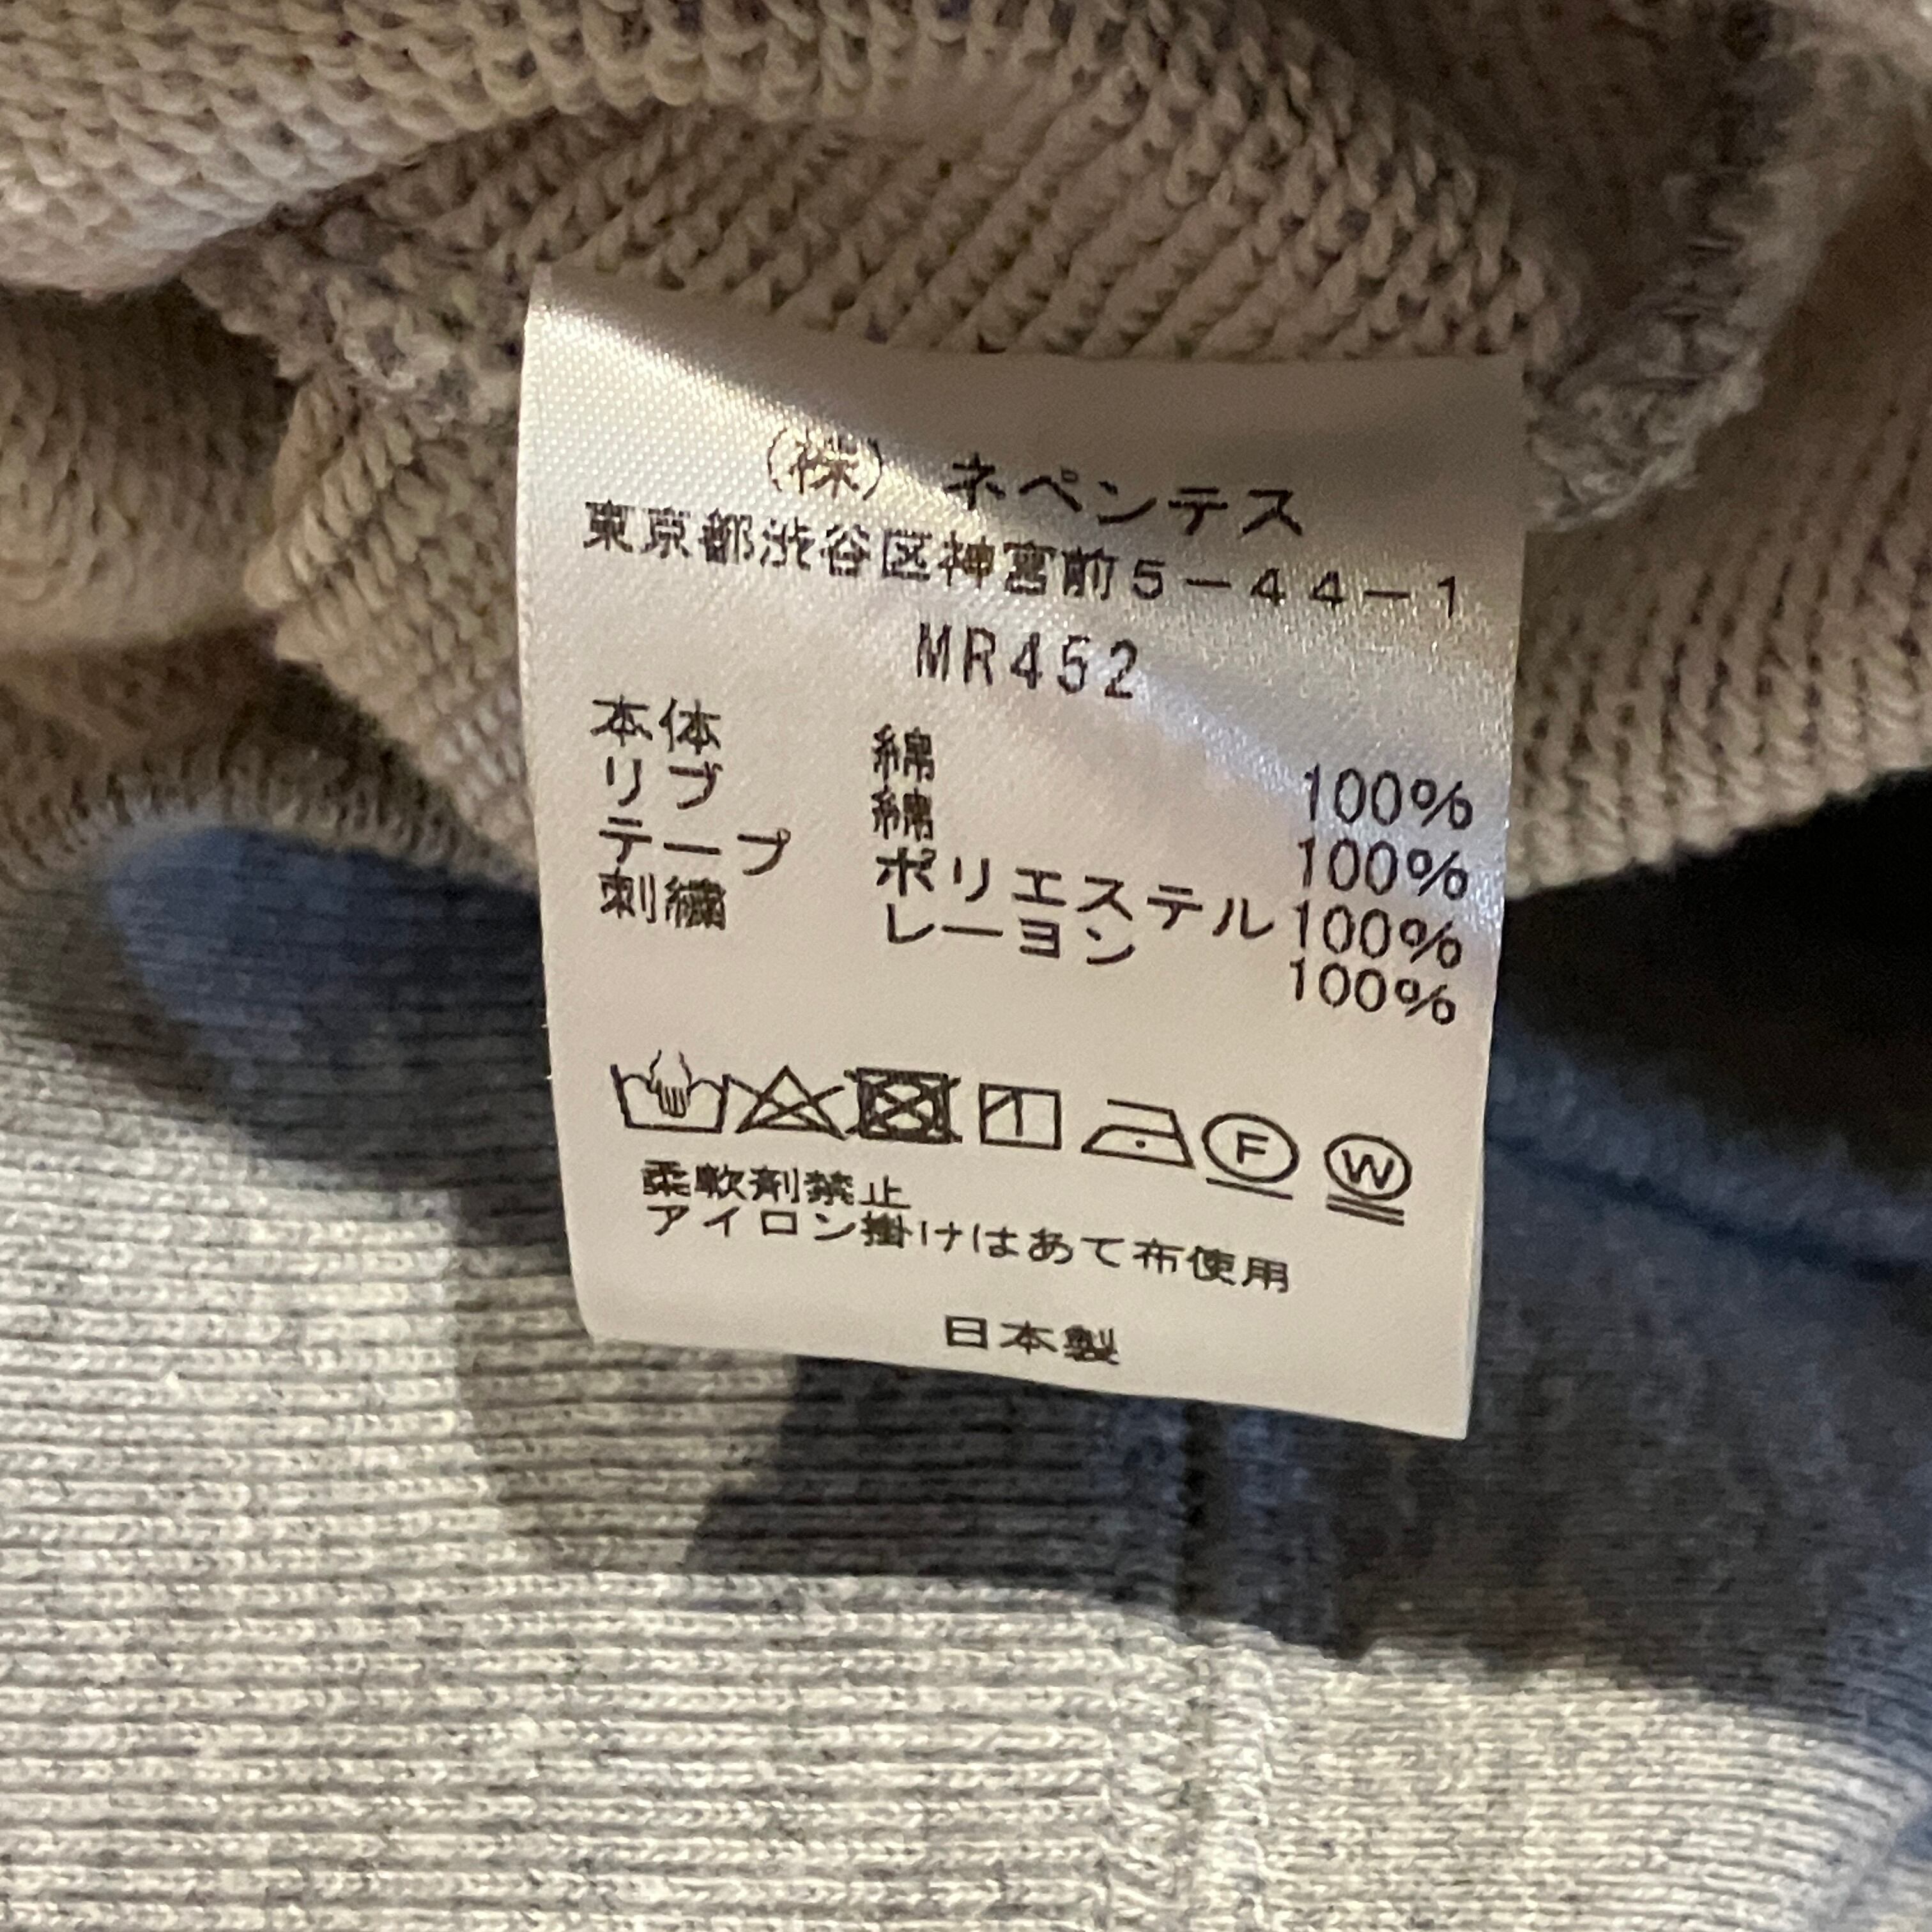 (株) ネペンテス
東京都渋谷区神宮前5-44-1
MR452
本体 綿 100%
リブ 綿 100%
テープ ポリエステル 100%
刺繍 レーヨン 100%
F W
柔軟剤禁止
アイロン掛けはあて布使用
日本製